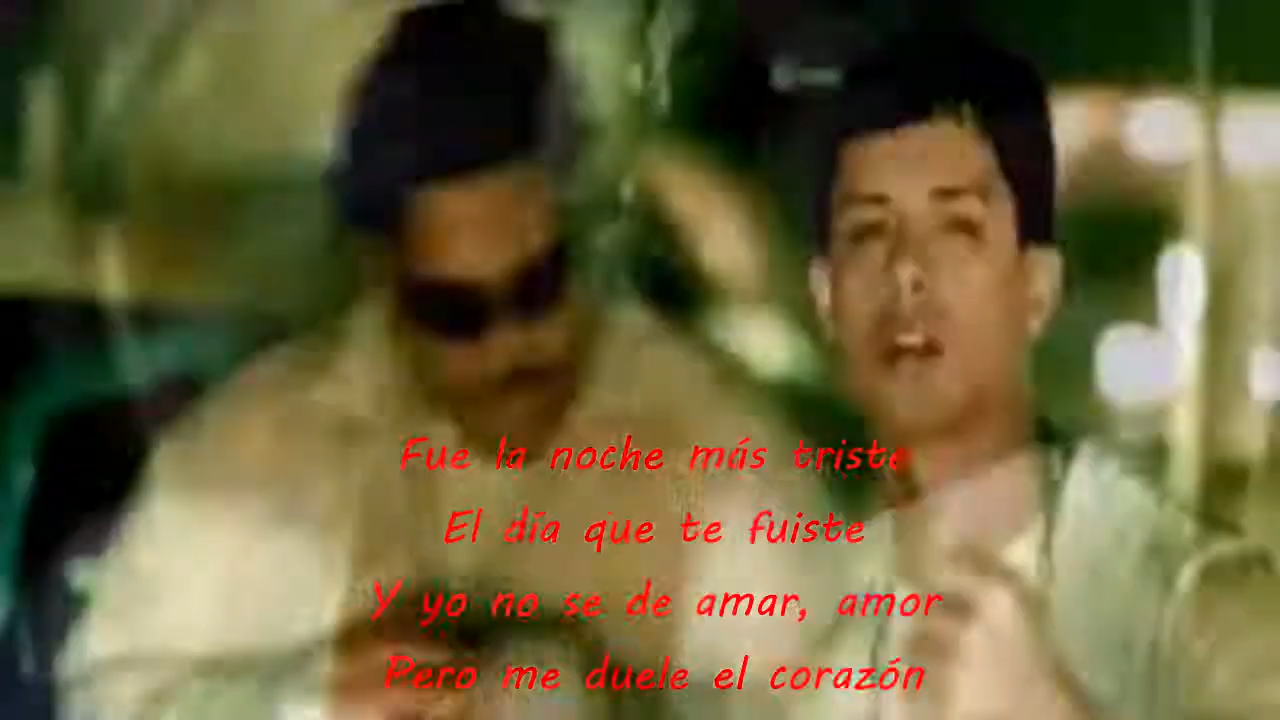 Fue la noche más triste
El día que te fuiste
Y yo no se de amar, amor
Pero me duele el corazón